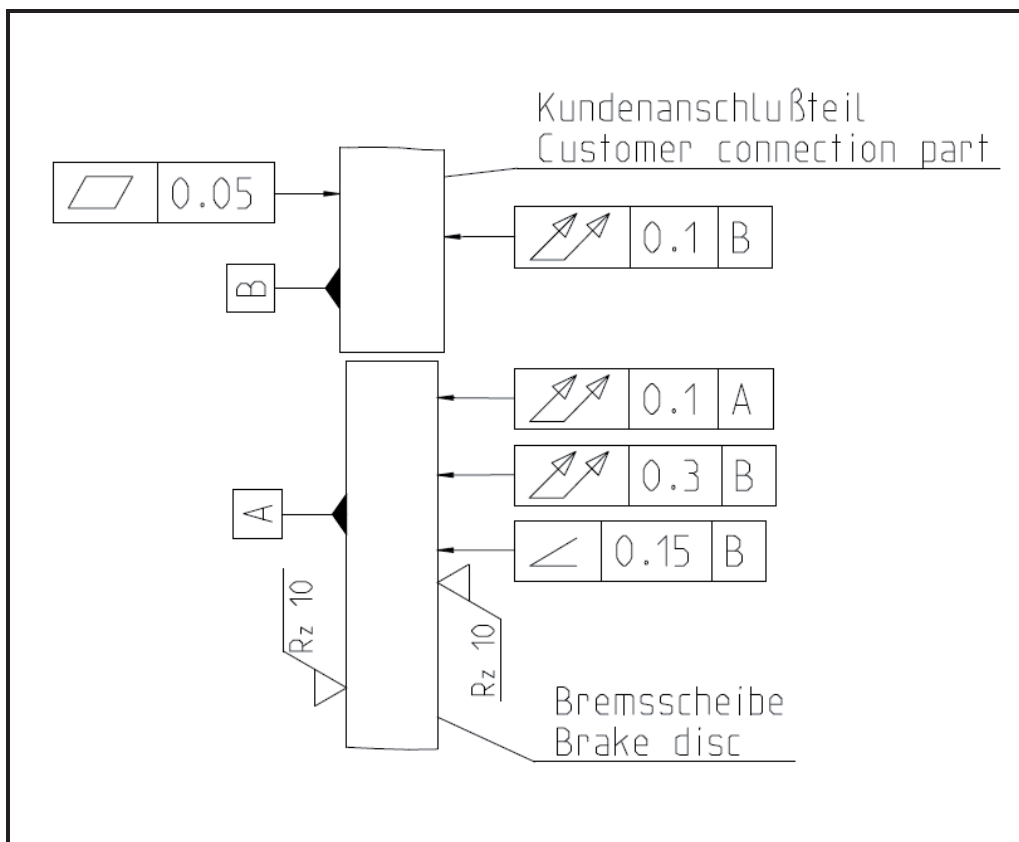 Kundenanschlußteil
Customer connection part
0.05
0.1 B
B
0.1 A
0.3 B
A
0.15 B
Rz 10
Rz 10
Bremsscheibe
Brake disc